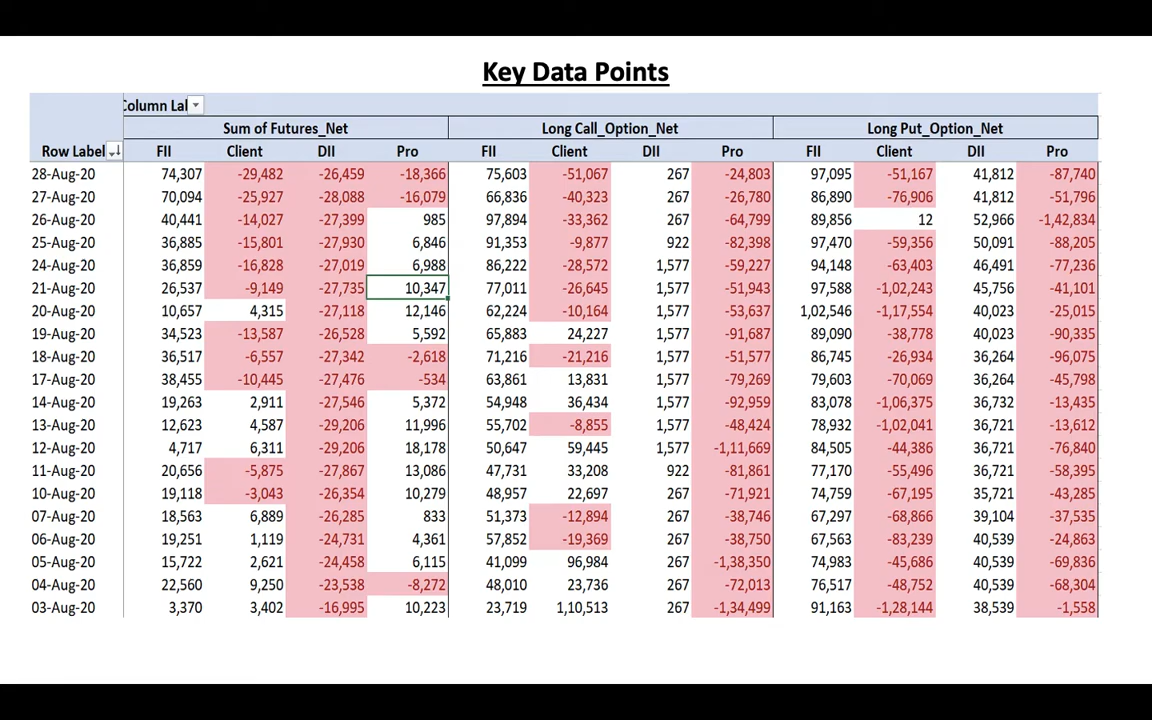 Key Data Points
Column Lal
Sum of Futures_Net Long Call_Option_Net Long Put_Option_Net
Row Label FII Client DII Pro FII Client DII Pro FII Client DII Pro
28-Aug-20 74,307 -29,482 -26,459 -18,366 75,603 -51,067 267 -24,803 97,095 -51,167 41,812 -87,740
27-Aug-20 70,094 -25,927 -28,088 -16,079 66,836 -40,323 267 -26,780 86,890 -76,906 41,812 -51,796
26-Aug-20 40,441 -14,027 -27,399 985 97,894 -33,362 267 -64,799 89,856 12 52,966 -1,42,834
25-Aug-20 36,885 -15,801 -27,930 6,846 91,353 -9,877 922 -82,398 97,470 -59,356 50,091 -88,205
24-Aug-20 36,859 -16,828 -27,019 6,988 86,222 -28,572 1,577 -59,227 94,148 -63,403 46,491 -77,236
21-Aug-20 26,537 -9,149 -27,735 10,347 77,011 -26,645 1,577 -51,943 97,588 -1,02,243 45,756 -41,101
20-Aug-20 10,657 4,315 -27,118 12,146 62,224 -10,164 1,577 -53,637 1,02,546 -1,17,554 40,023 -25,015
19-Aug-20 34,523 -13,587 -26,528 5,592 65,883 24,227 1,577 -91,687 89,090 -38,778 40,023 -90,335
18-Aug-20 36,517 -6,557 -27,342 -2,618 71,216 -21,216 1,577 -51,577 86,745 -26,934 36,264 -96,075
17-Aug-20 38,455 -10,445 -27,476 -534 63,861 13,831 1,577 -79,269 79,603 -70,069 36,264 -45,798
14-Aug-20 19,263 2,911 -27,546 5,372 54,948 36,434 1,577 -92,959 83,078 -1,06,375 36,732 -13,435
13-Aug-20 12,623 4,587 -29,206 11,996 55,702 -8,855 1,577 -48,424 78,932 -1,02,041 36,721 -13,612
12-Aug-20 4,717 6,311 -29,206 18,178 50,647 59,445 1,577 -1,11,669 84,505 -44,386 36,721 -76,840
11-Aug-20 20,656 -5,875 -27,867 13,086 47,731 33,208 922 -81,861 77,170 -55,496 36,721 -58,395
10-Aug-20 19,118 -3,043 -26,354 10,279 48,957 22,697 267 -71,921 74,759 -67,195 35,721 -43,285
07-Aug-20 18,563 6,889 -26,285 833 51,373 -12,894 267 -38,746 67,297 -68,866 39,104 -37,535
06-Aug-20 19,251 1,119 -24,731 4,361 57,852 -19,369 267 -38,750 67,563 -83,239 40,539 -24,863
05-Aug-20 15,722 2,621 -24,458 6,115 41,099 96,984 267 -1,38,350 74,983 -45,686 40,539 -69,836
04-Aug-20 22,560 9,250 -23,538 -8,272 48,010 23,736 267 -72,013 76,517 -48,752 40,539 -68,304
03-Aug-20 3,370 3,402 -16,995 10,223 23,719 1,10,513 267 -1,34,499 91,163 -1,28,144 38,539 -1,558